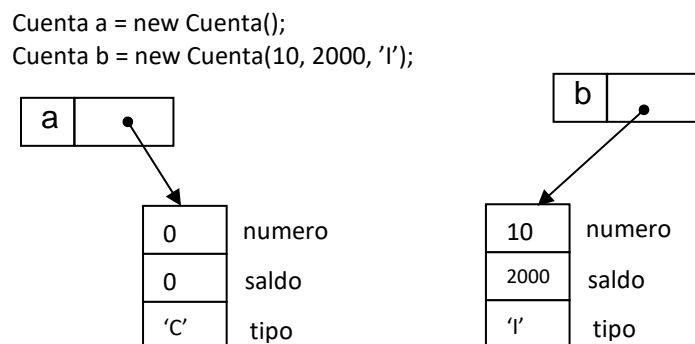 Cuenta a = new Cuenta();
Cuenta b = new Cuenta(10, 2000, ’I’);
a
b
0 numero
0 saldo
‘C’ tipo
10 numero
2000 saldo
‘I’ tipo